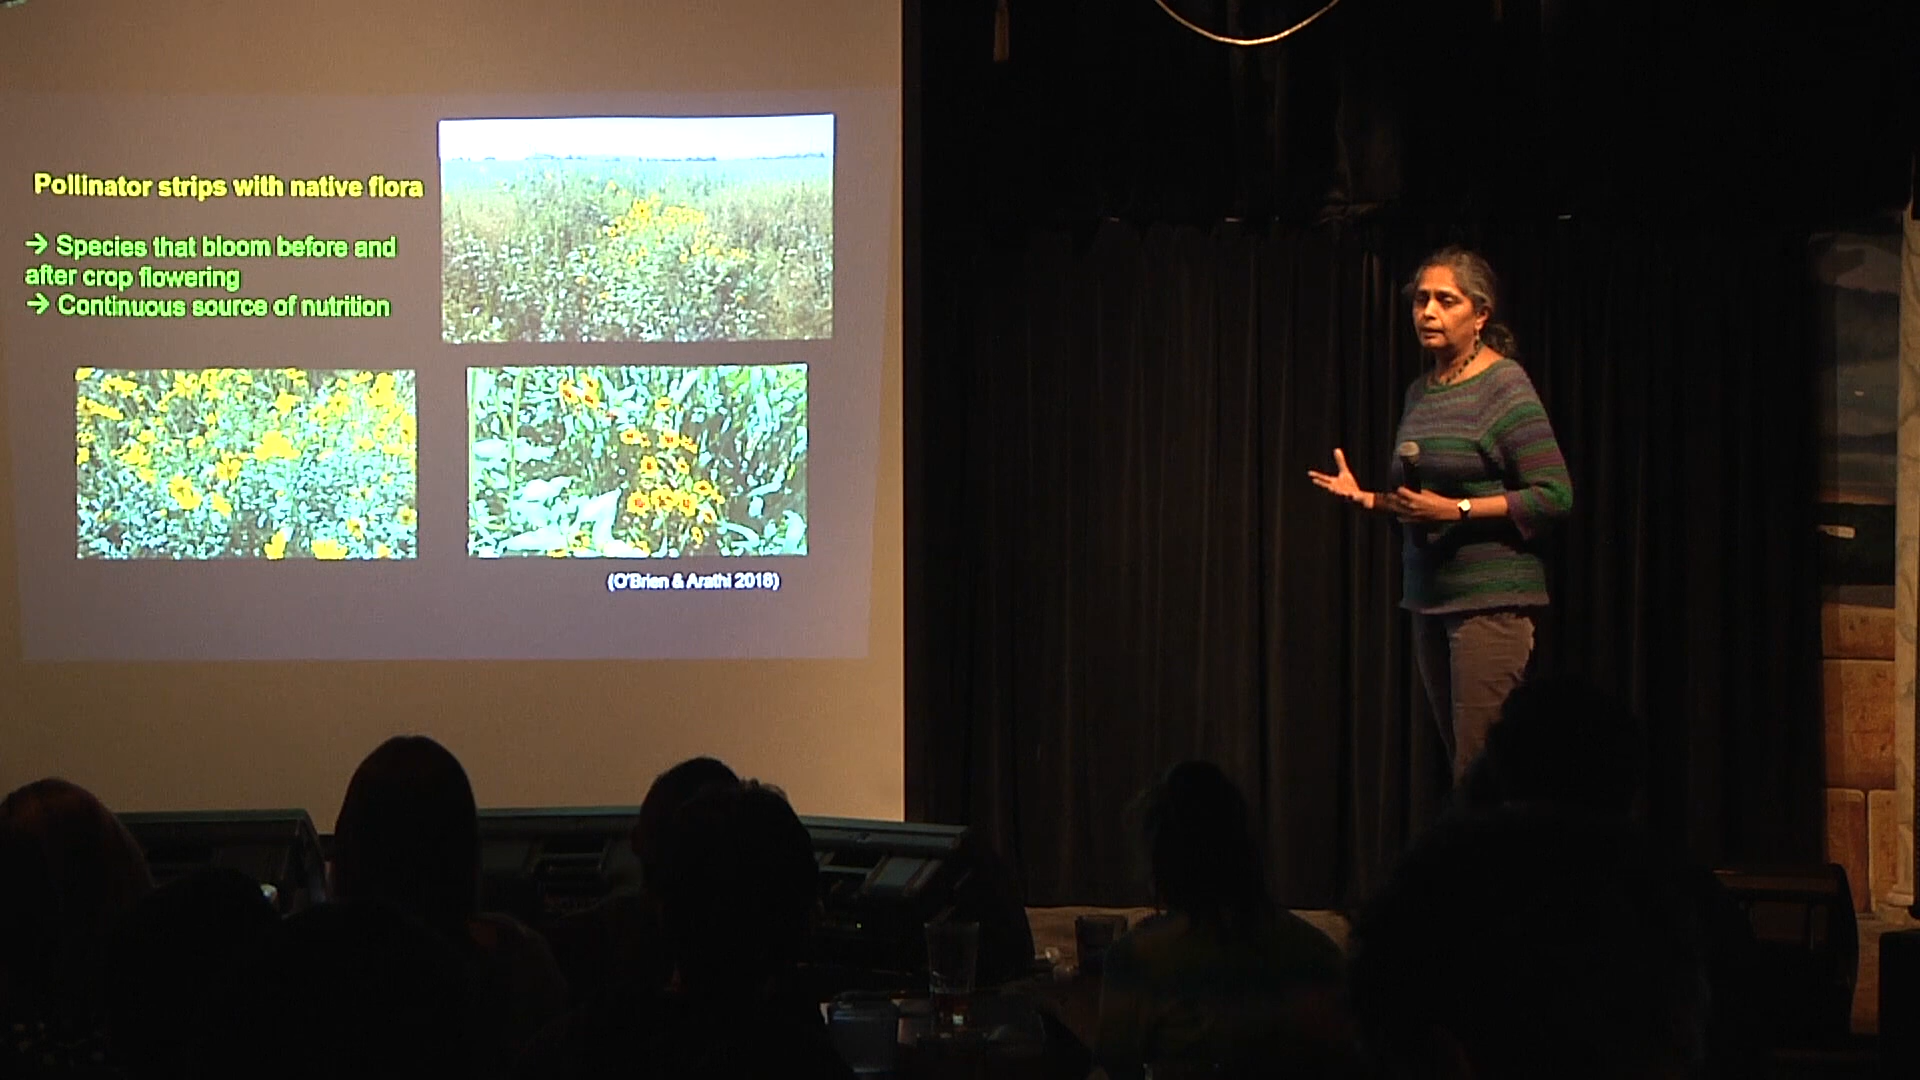 Pollinator strips with native flora
→ Species that bloom before and
after crop flowering
→ Continuous source of nutrition
(O'Brien & Arathi 2018)